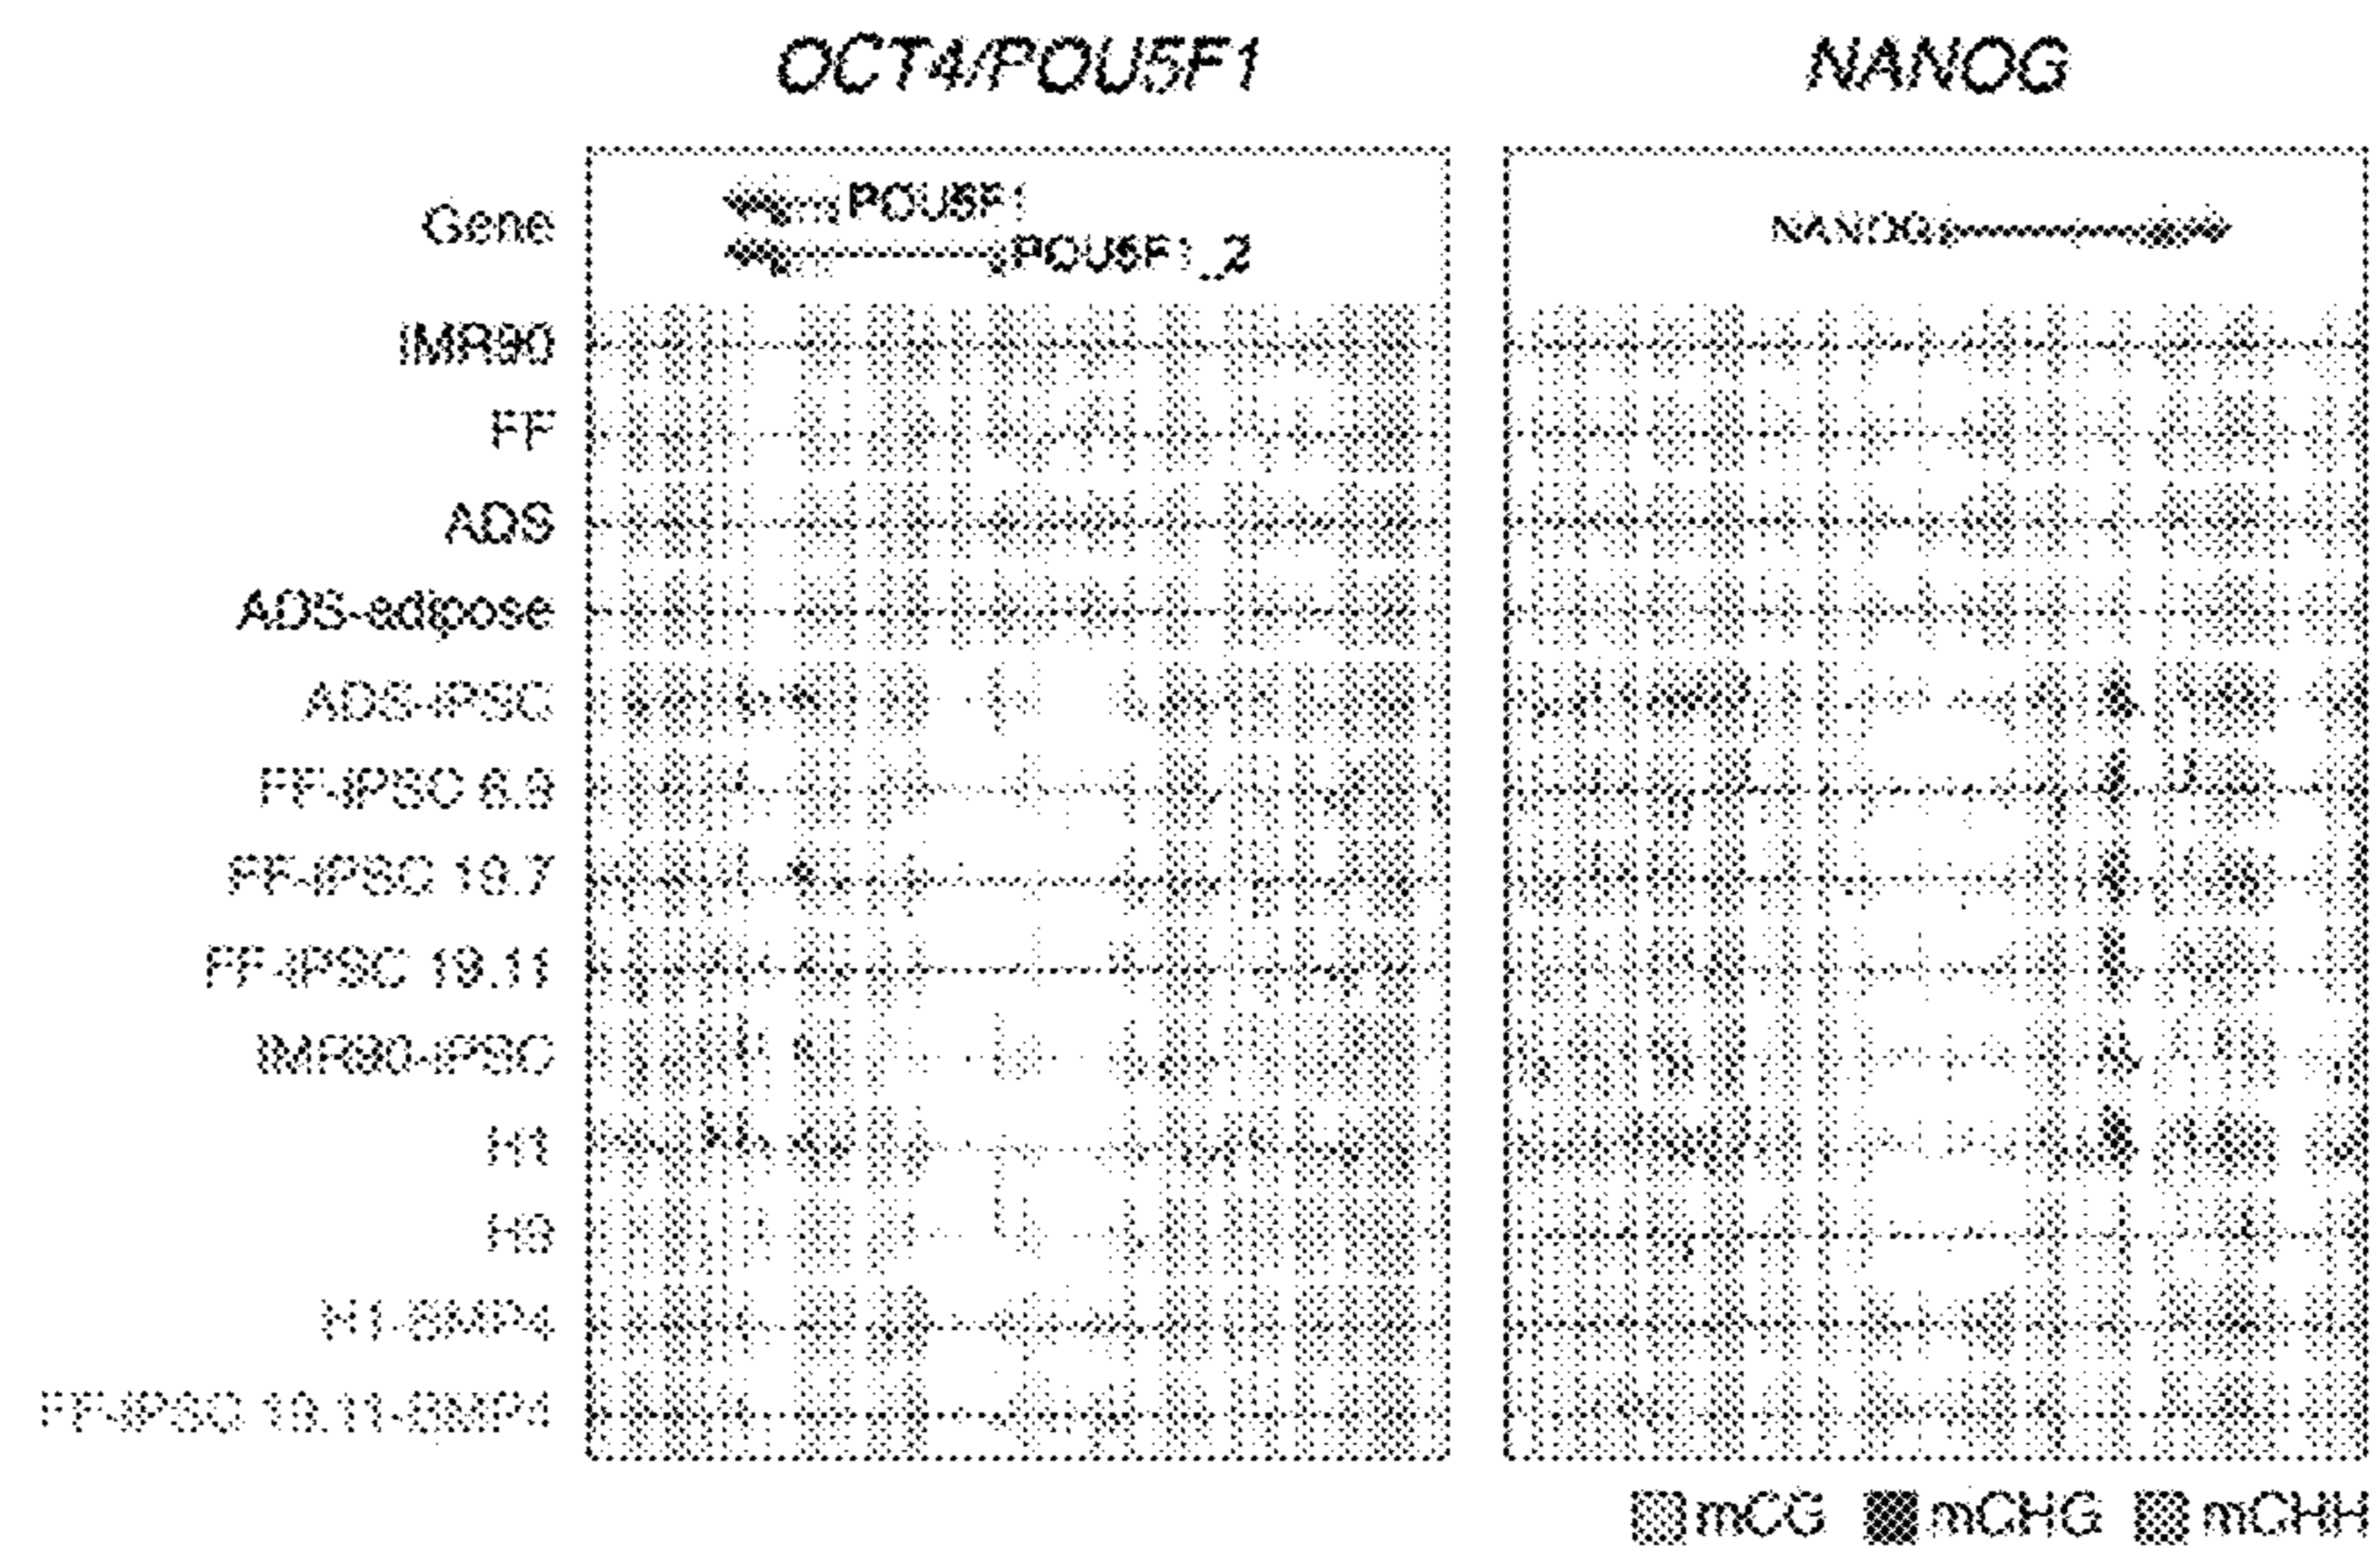 OCT4/POU5F1 NANOG
Gene
POU5F1
POU5F1_2
NANOG
IMR90
FF
ADS
ADS-adipose
ADS-iPSC
FF-iPSC 6.9
FF-iPSC 19.7
FF-iPSC 19.11
IMR90-iPSC
H1
H9
H1-BMP4
FF-iPSC 19.11-BMP4
mCG mCHG mCHH